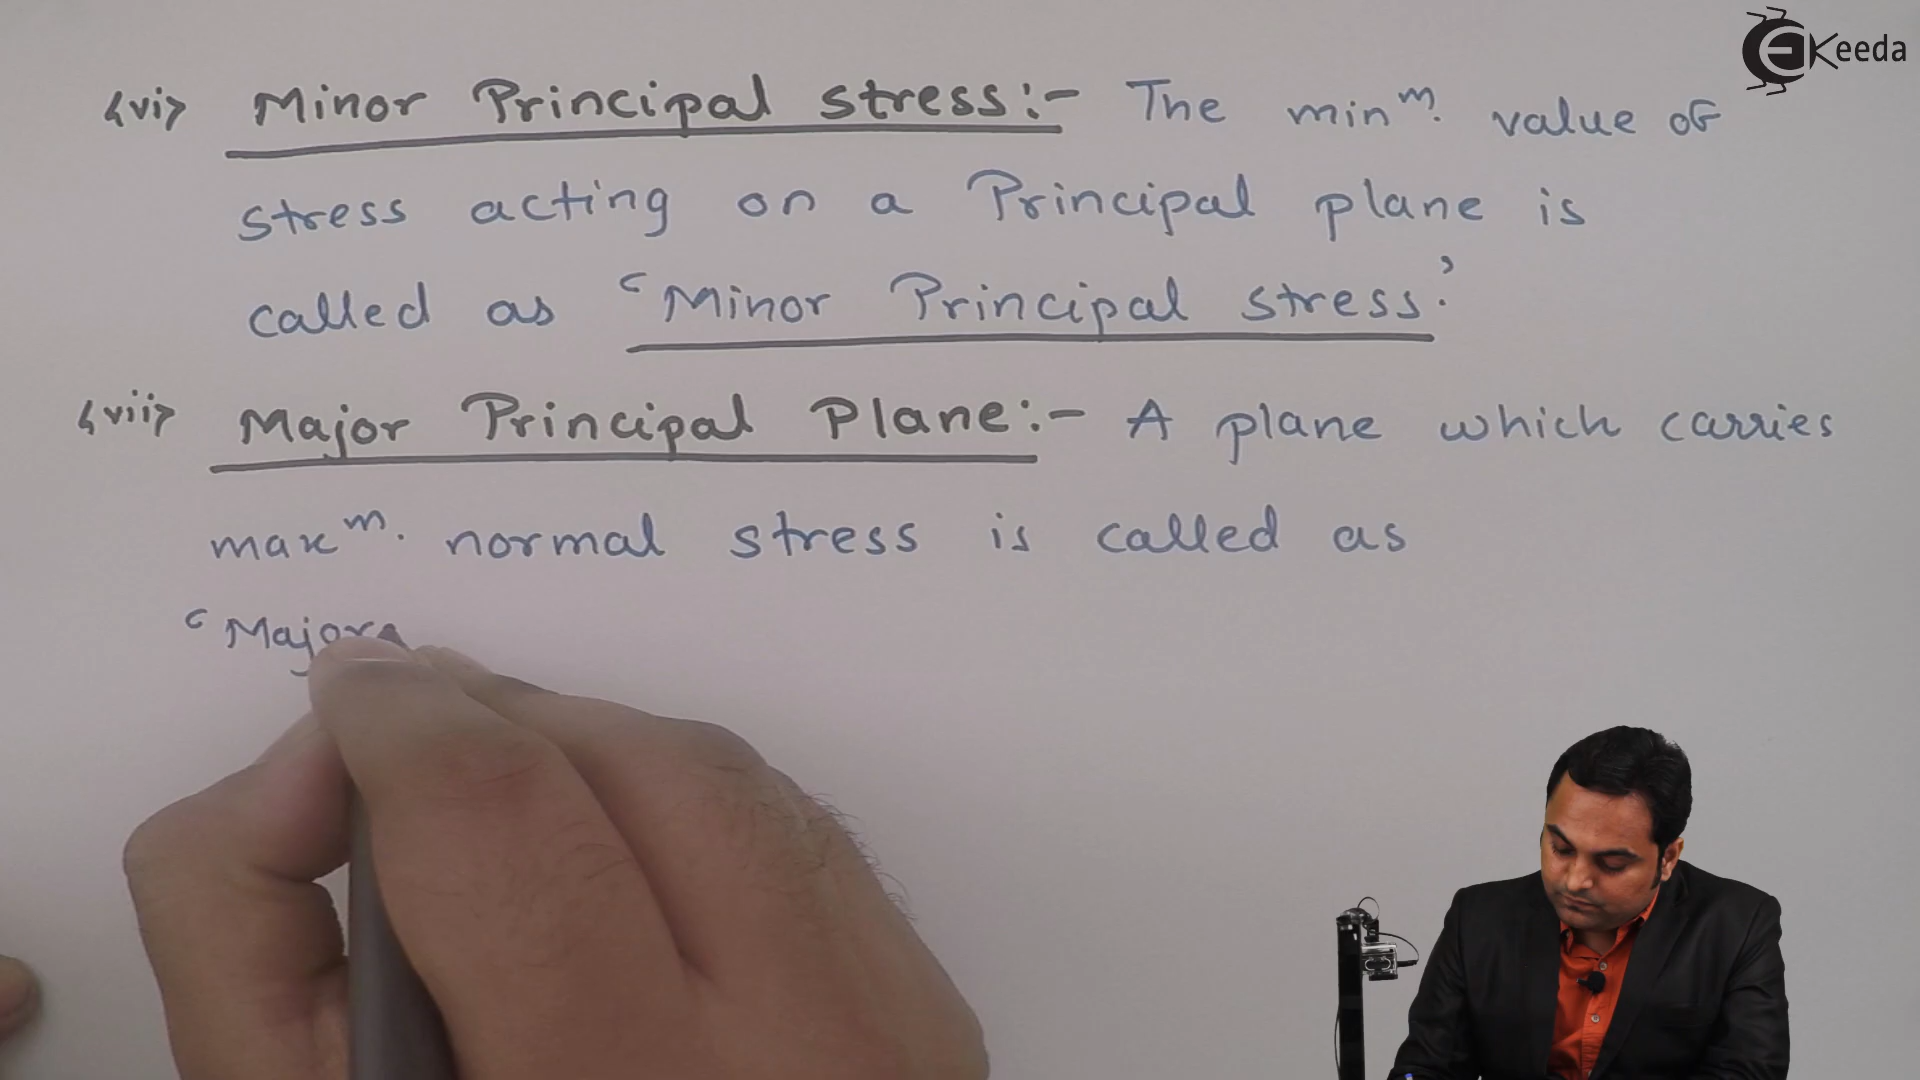 Keeda
<vi> Minor Principal stress:- The minᵐ. value of
stress acting on a Principal plane is
called as ‘Minor Principal stress.’
<vii> Major Principal Plane:- A plane which carries
maxᵐ. normal stress is called as
‘Major